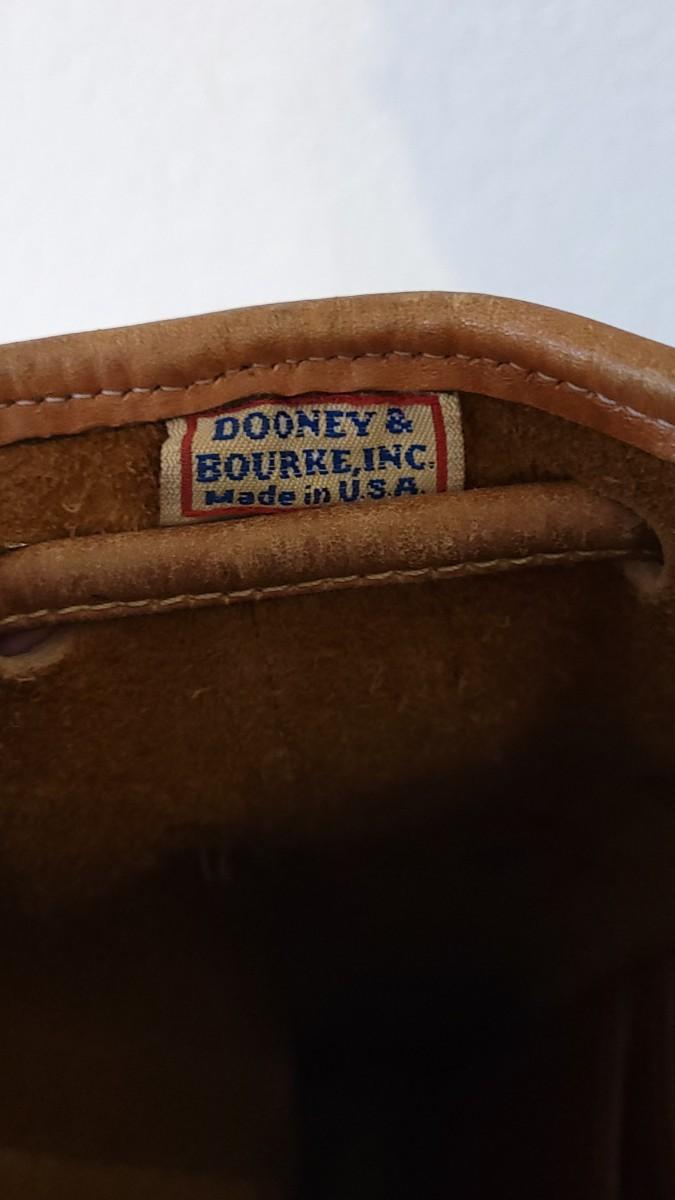 DOONEY &
BOURKE, INC.
Made in U.S.A.